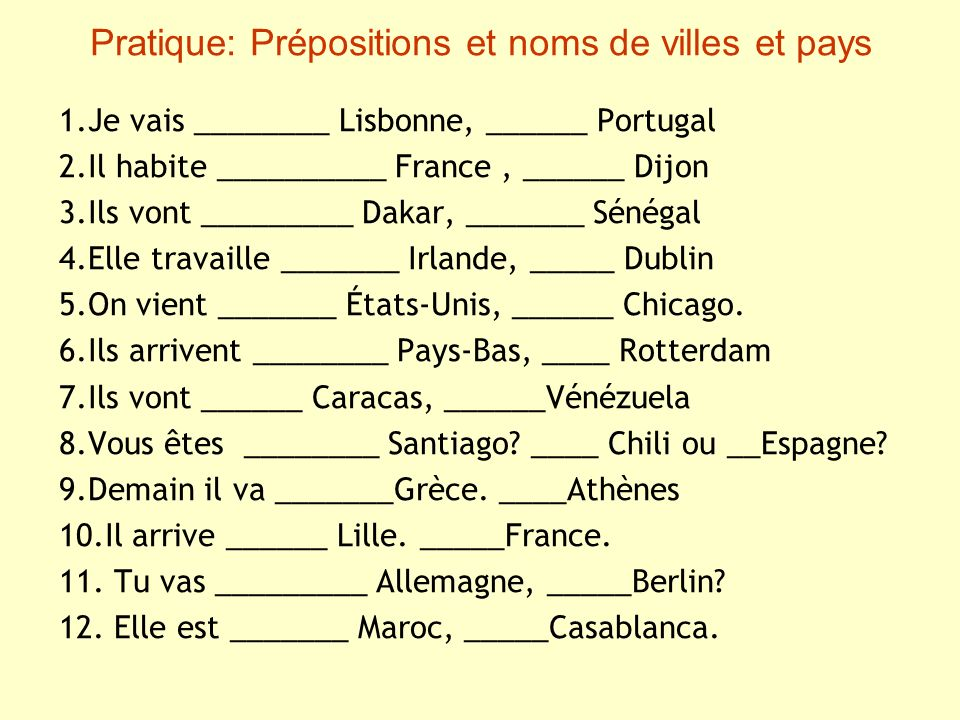 Pratique: Prépositions et noms de villes et pays
1.Je vais ________ Lisbonne, ______ Portugal
2.Il habite __________ France , ______ Dijon
3.Ils vont _________ Dakar, _______ Sénégal
4.Elle travaille _______ Irlande, _____ Dublin
5.On vient _______ États-Unis, ______ Chicago.
6.Ils arrivent ________ Pays-Bas, ____ Rotterdam
7.Ils vont ______ Caracas, ______Vénézuela
8.Vous êtes ________ Santiago? ____ Chili ou __Espagne?
9.Demain il va _______Grèce. ____Athènes
10.Il arrive ______ Lille. _____France.
11. Tu vas _________ Allemagne, _____Berlin?
12. Elle est _______ Maroc, _____Casablanca.